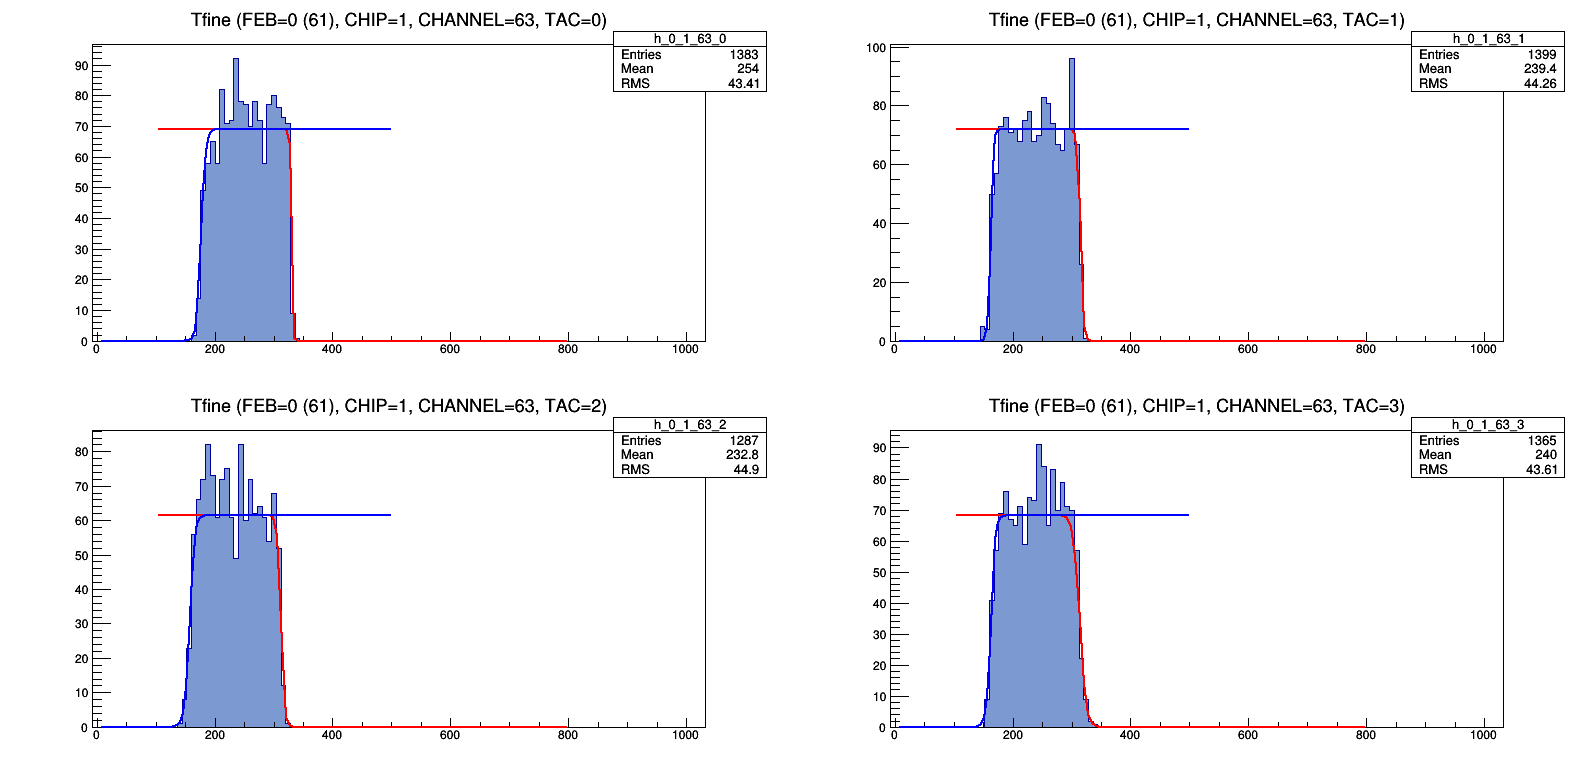 Tfine (FEB=0 (61), CHIP=1, CHANNEL=63, TAC=0)
h_0_1_63_0
Entries 1383
Mean 254
RMS 43.41
90
80
70
60
50
40
30
20
10
0
0 200 400 600 800 1000
Tfine (FEB=0 (61), CHIP=1, CHANNEL=63, TAC=1)
h_0_1_63_1
Entries 1399
Mean 239.4
RMS 44.26
100
80
60
40
20
0
0 200 400 600 800 1000
Tfine (FEB=0 (61), CHIP=1, CHANNEL=63, TAC=2)
h_0_1_63_2
Entries 1287
Mean 232.8
RMS 44.9
80
70
60
50
40
30
20
10
0
0 200 400 600 800 1000
Tfine (FEB=0 (61), CHIP=1, CHANNEL=63, TAC=3)
h_0_1_63_3
Entries 1365
Mean 240
RMS 43.61
90
80
70
60
50
40
30
20
10
0
0 200 400 600 800 1000